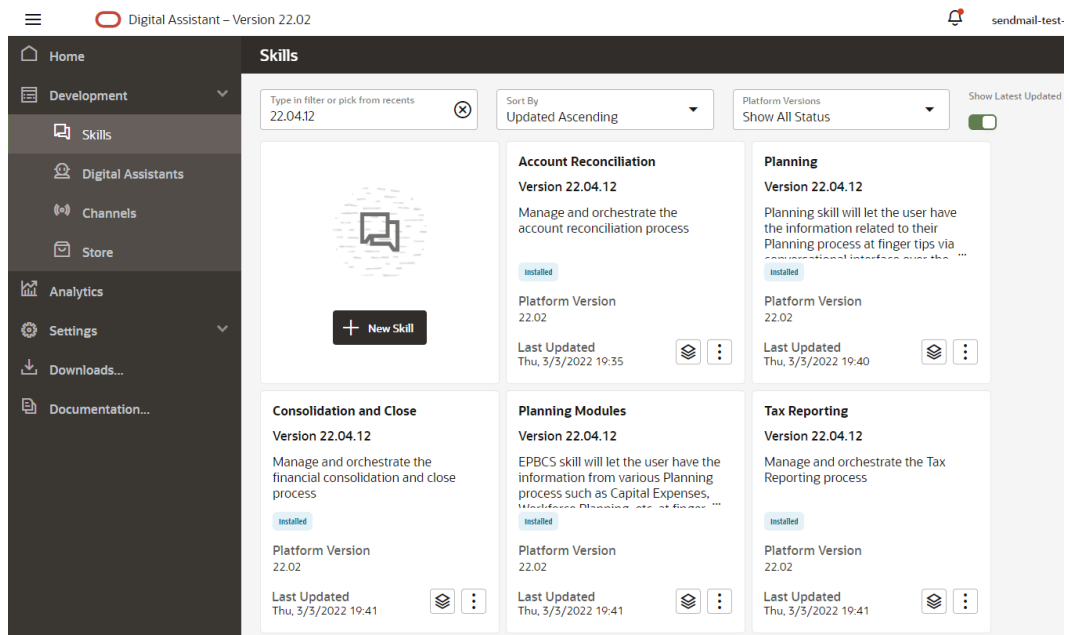 Digital Assistant – Version 22.02
sendmail-test-
Home
Development
Skills
Digital Assistants
Channels
Store
Analytics
Settings
Downloads...
Documentation...
Skills
Type in filter or pick from recents
22.04.12
Sort By
Updated Ascending
Platform Versions
Show All Status
Show Latest Updated
New Skill
Account Reconciliation
Version 22.04.12
Manage and orchestrate the
account reconciliation process
Installed
Platform Version
22.02
Last Updated
Thu, 3/3/2022 19:35
Planning
Version 22.04.12
Planning skill will let the user have
the information related to their
Planning process at finger tips via
conversational interface over the ...
Installed
Platform Version
22.02
Last Updated
Thu, 3/3/2022 19:40
Consolidation and Close
Version 22.04.12
Manage and orchestrate the
financial consolidation and close
process
Installed
Platform Version
22.02
Last Updated
Thu, 3/3/2022 19:41
Planning Modules
Version 22.04.12
EPBCS skill will let the user have the
information from various Planning
process such as Capital Expenses,
Workforce Planning, etc. at finger ...
Installed
Platform Version
22.02
Last Updated
Thu, 3/3/2022 19:41
Tax Reporting
Version 22.04.12
Manage and orchestrate the Tax
Reporting process
Installed
Platform Version
22.02
Last Updated
Thu, 3/3/2022 19:41